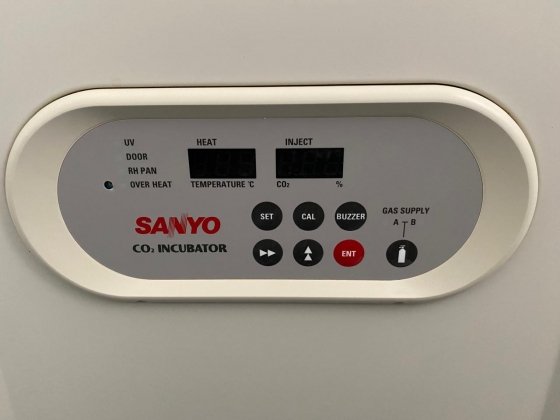 UV HEAT INJECT
DOOR
RH PAN
OVER HEAT TEMPERATURE °C CO₂ %
SANYO SET CAL BUZZER GAS SUPPLY
A B
CO₂ INCUBATOR ENT